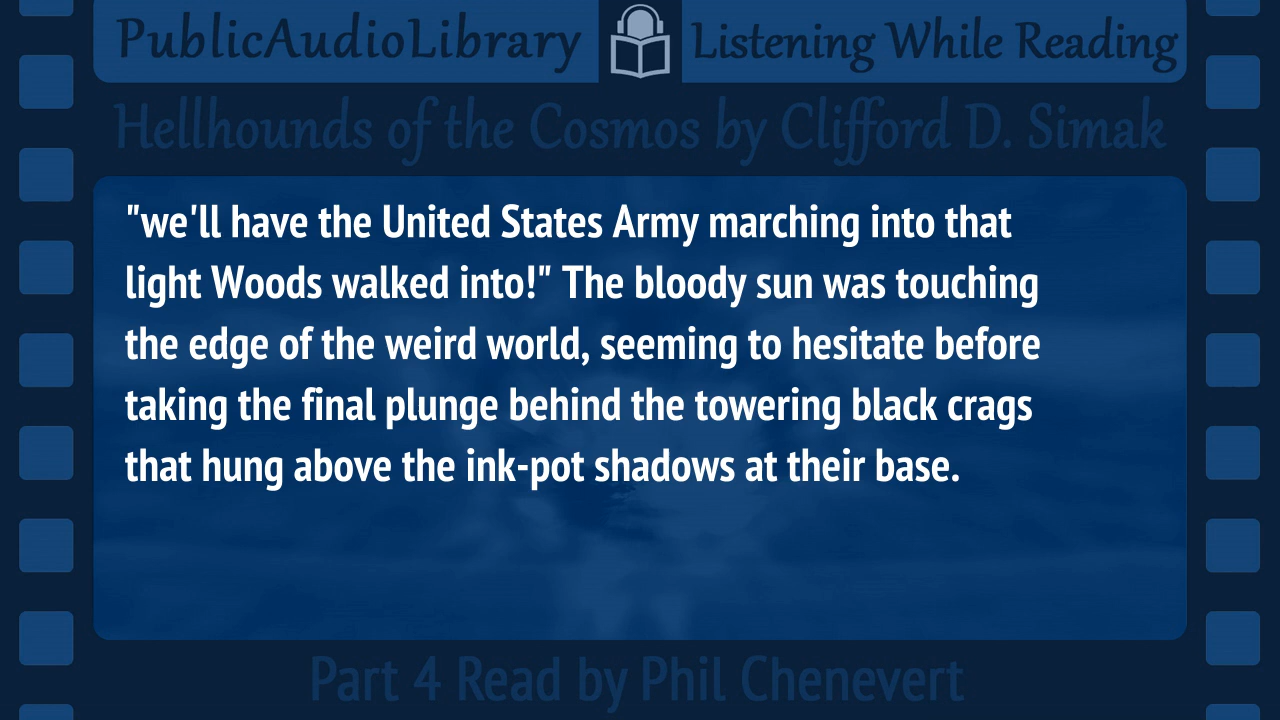 PublicAudioLibrary Listening While Reading
Hellhounds of the Cosmos by Clifford D. Simak
"we'll have the United States Army marching into that
light Woods walked into!" The bloody sun was touching
the edge of the weird world, seeming to hesitate before
taking the final plunge behind the towering black crags
that hung above the ink-pot shadows at their base.
Part 4 Read by Phil Chenevert